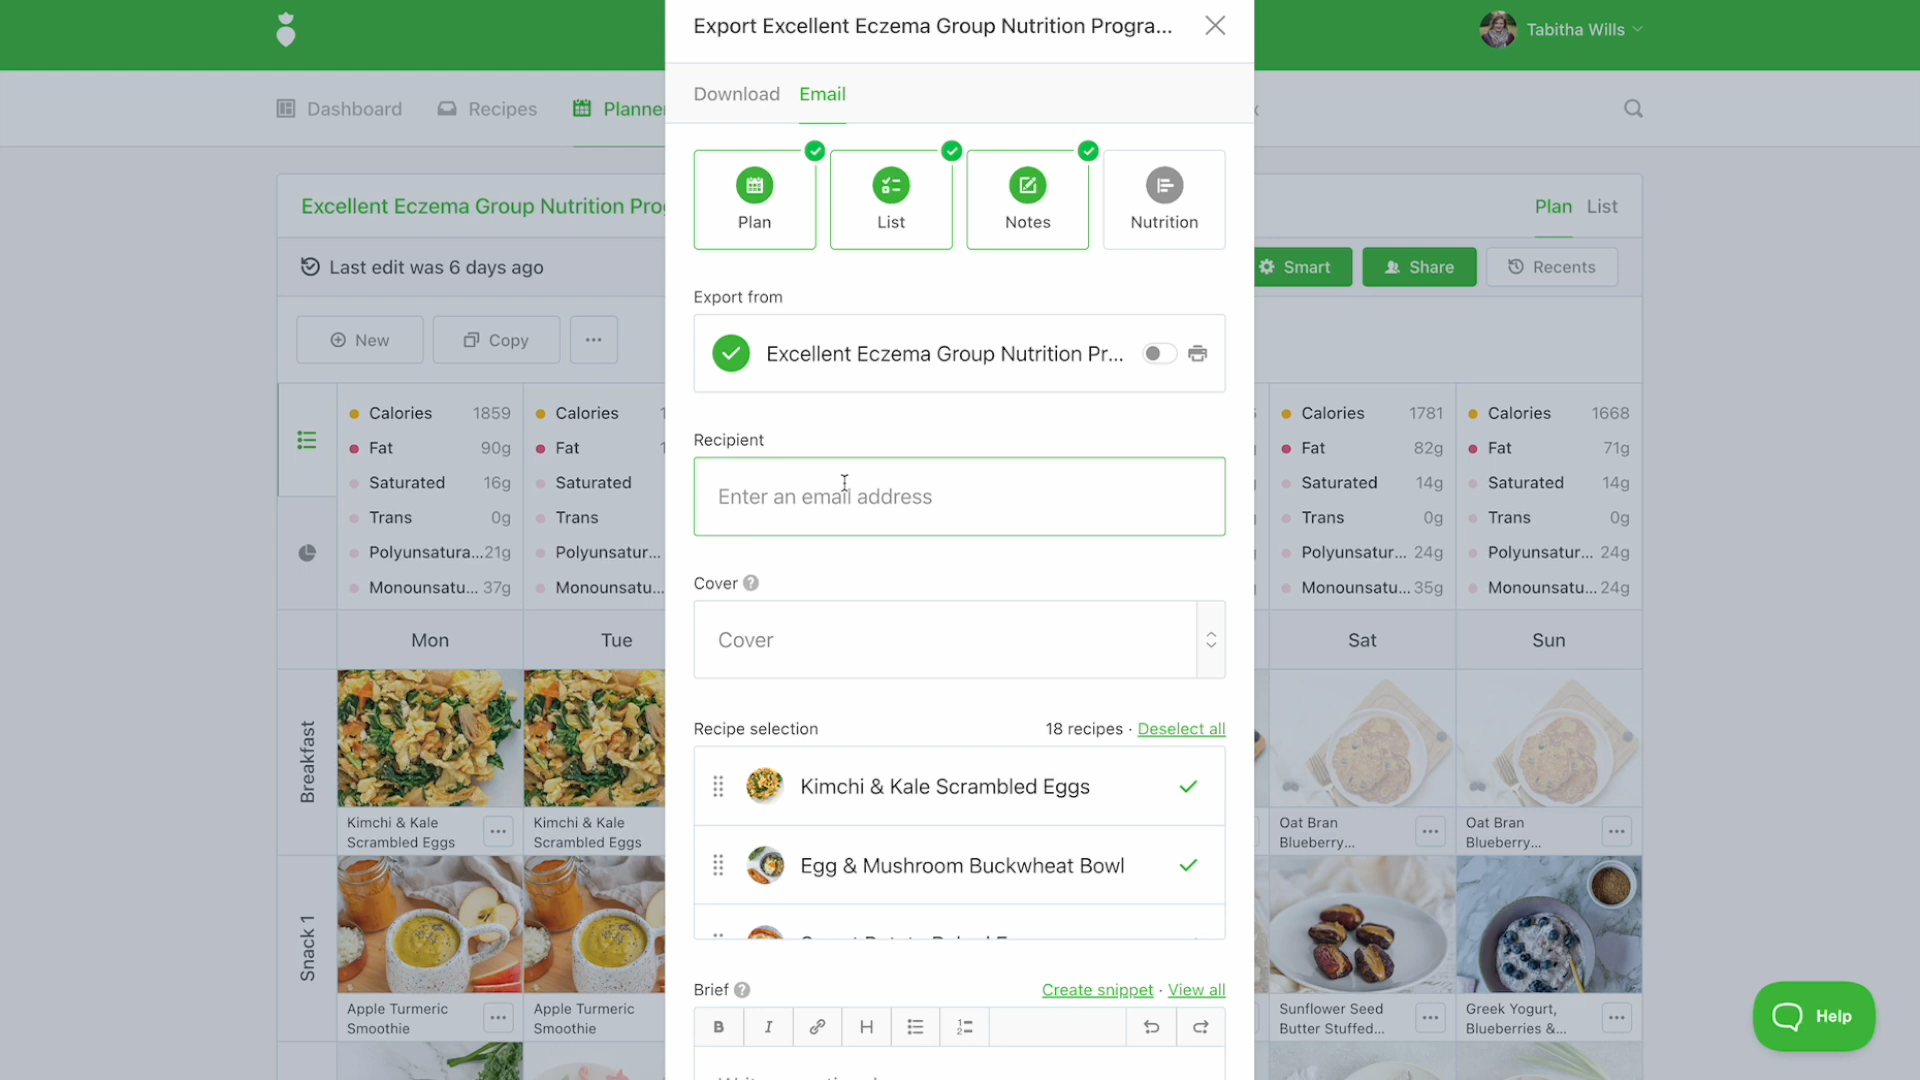 Export Excellent Eczema Group Nutrition Progra...
Tabitha Wills
Dashboard
Recipes
Planner
Download
Email
Plan
List
Notes
Nutrition
Excellent Eczema Group Nutrition Pro
Plan
List
Last edit was 6 days ago
Smart
Share
Recents
Export from
Excellent Eczema Group Nutrition Pr...
New
Copy
Calories 1859
Fat 90g
Saturated 16g
Trans 0g
Polyunsatura...21g
Monounsatu... 37g
Calories 1
Fat 1
Saturated
Trans
Polyunsatur...
Monounsatu...
Calories 1781
Fat 82g
Saturated 14g
Trans 0g
Polyunsatur... 24g
Monounsatu... 35g
Calories 1668
Fat 71g
Saturated 14g
Trans 0g
Polyunsatur... 24g
Monounsatu... 24g
Recipient
Enter an email address
Cover
Cover
Mon
Tue
Sat
Sun
Recipe selection
18 recipes · Deselect all
Kimchi & Kale Scrambled Eggs
Egg & Mushroom Buckwheat Bowl
Breakfast
Kimchi & Kale
Scrambled Eggs
Kimchi & Kale
Scrambled Eggs
Oat Bran
Blueberry...
Oat Bran
Blueberry...
Snack 1
Apple Turmeric
Smoothie
Apple Turmeric
Smoothie
Sunflower Seed
Butter Stuffed...
Greek Yogurt,
Blueberries &...
Brief
Create snippet · View all
B I H
Help